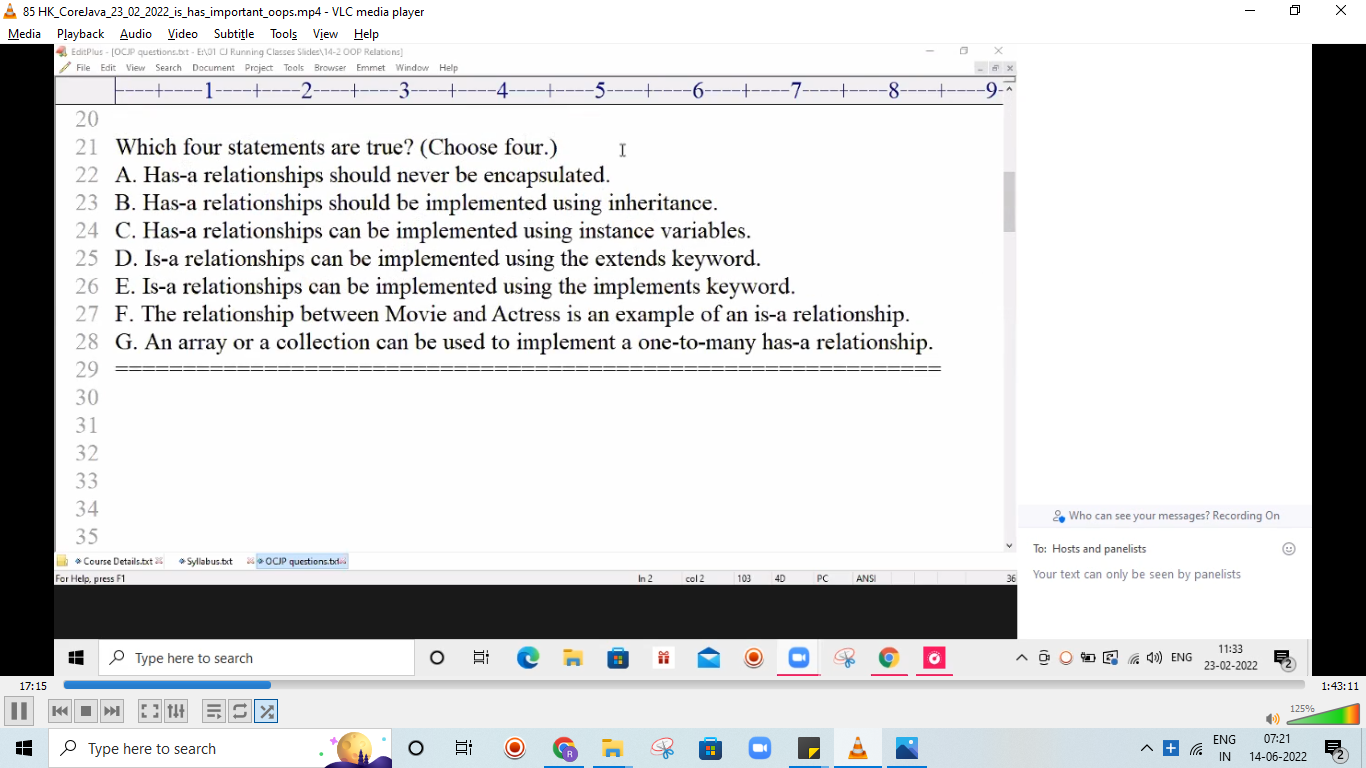 85 HK_CoreJava_23_02_2022_is_has_important_oops.mp4 - VLC media player
Media Playback Audio Video Subtitle Tools View Help
EditPlus - [OCJP questions.txt - E:\01 CJ Running Classes Slides\14-2 OOP Relations]
File Edit View Search Document Project Tools Browser Emmet Window Help
----+----1----+----2----+----3----+----4----+----5----+----6----+----7----+----8----+----9-
20
21 Which four statements are true? (Choose four.)
22 A. Has-a relationships should never be encapsulated.
23 B. Has-a relationships should be implemented using inheritance.
24 C. Has-a relationships can be implemented using instance variables.
25 D. Is-a relationships can be implemented using the extends keyword.
26 E. Is-a relationships can be implemented using the implements keyword.
27 F. The relationship between Movie and Actress is an example of an is-a relationship.
28 G. An array or a collection can be used to implement a one-to-many has-a relationship.
29 ==============================================================
30
31
32
33
34
35
Who can see your messages? Recording On
To: Hosts and panelists
Your text can only be seen by panelists
Course Details.txt Syllabus.txt OCJP questions.txt
For Help, press F1 ln 2 col 2 103 4D PC ANSI 36
Type here to search ENG 11:33
23-02-2022 2
17:15 1:43:11
125%
Type here to search ENG 07:21
IN 14-06-2022 2